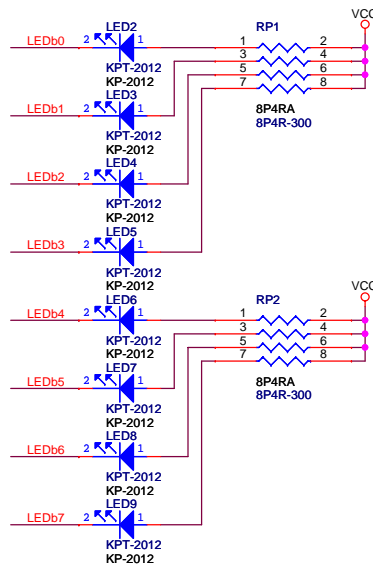 VCC
LED2
RP1
LEDb0 2 1 1 2
3 4
KPT-2012 5 6
KP-2012 7 8
LED3
8P4RA
LEDb1 2 1 8P4R-300
KPT-2012
KP-2012
LED4
LEDb2 2 1
KPT-2012
KP-2012
LED5
LEDb3 2 1
KPT-2012
KP-2012
VCC
LED6
RP2
LEDb4 2 1 1 2
3 4
KPT-2012 5 6
KP-2012 7 8
LED7
8P4RA
LEDb5 2 1 8P4R-300
KPT-2012
KP-2012
LED8
LEDb6 2 1
KPT-2012
KP-2012
LED9
LEDb7 2 1
KPT-2012
KP-2012